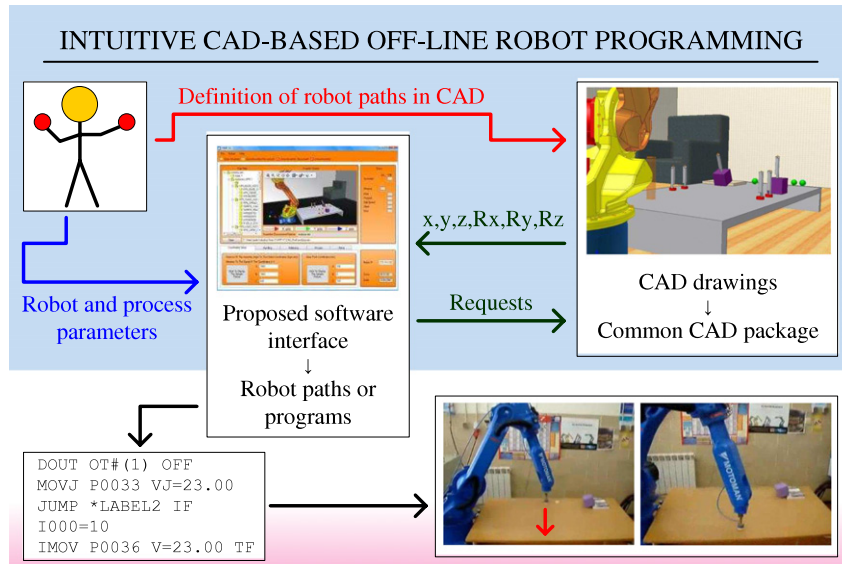 INTUITIVE CAD-BASED OFF-LINE ROBOT PROGRAMMING
Definition of robot paths in CAD
x,y,z,Rx,Ry,Rz
Requests
Robot and process
parameters
Proposed software
interface
↓
Robot paths or
programs
CAD drawings
↓
Common CAD package
DOUT OT#(1) OFF
MOVJ P0033 VJ=23.00
JUMP *LABEL2 IF
I000=10
IMOV P0036 V=23.00 TF
MOTOMAN